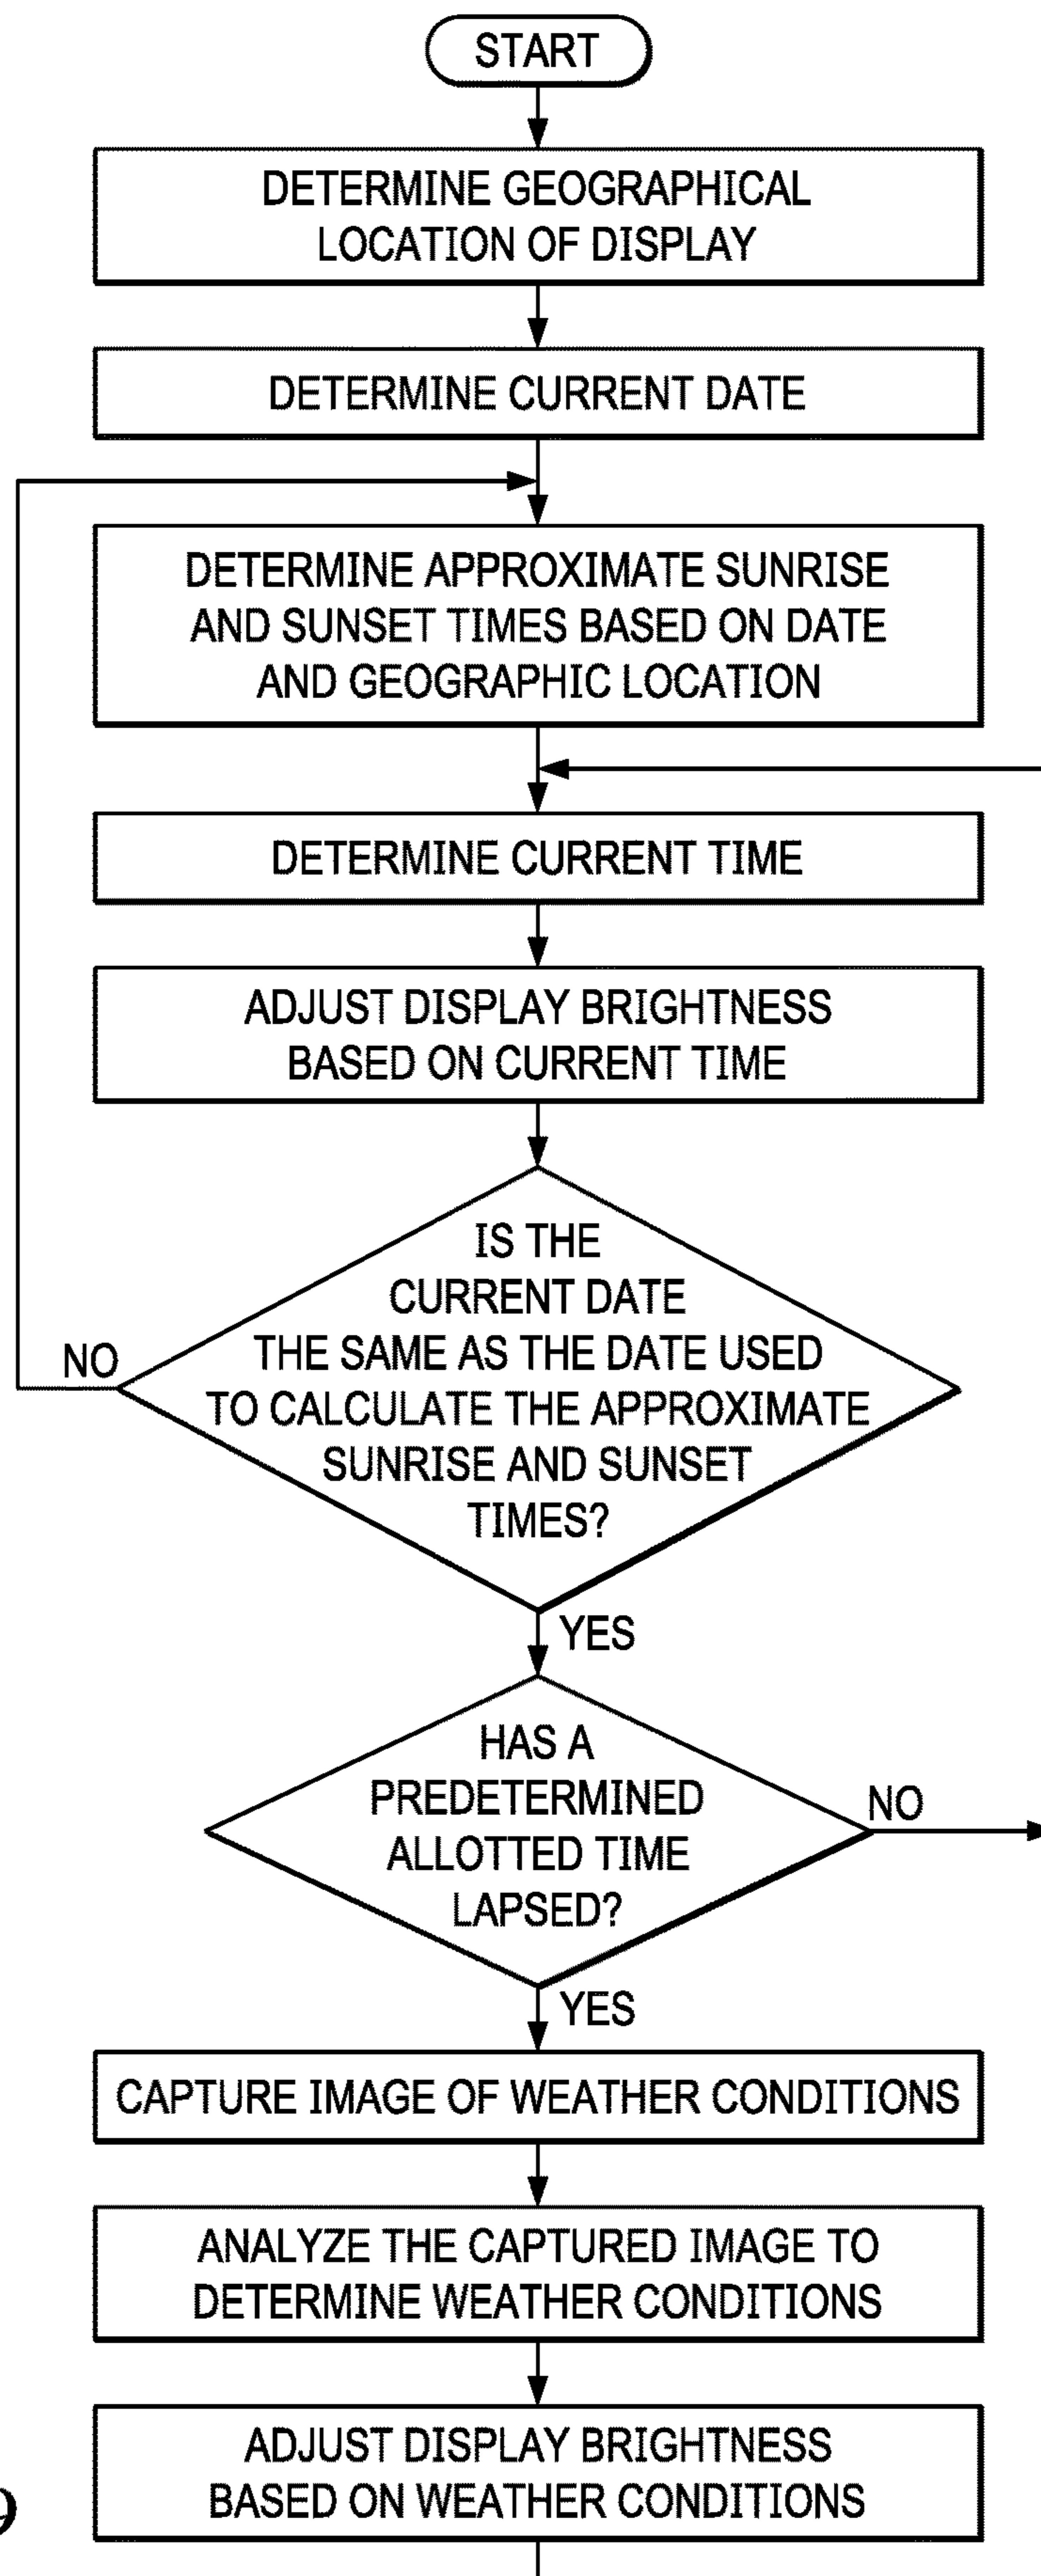 START
DETERMINE GEOGRAPHICAL
LOCATION OF DISPLAY
DETERMINE CURRENT DATE
DETERMINE APPROXIMATE SUNRISE
AND SUNSET TIMES BASED ON DATE
AND GEOGRAPHIC LOCATION
DETERMINE CURRENT TIME
ADJUST DISPLAY BRIGHTNESS
BASED ON CURRENT TIME
IS THE
CURRENT DATE
THE SAME AS THE DATE USED
TO CALCULATE THE APPROXIMATE
SUNRISE AND SUNSET
TIMES?
NO
YES
HAS A
PREDETERMINED
ALLOTTED TIME
LAPSED?
NO
YES
CAPTURE IMAGE OF WEATHER CONDITIONS
ANALYZE THE CAPTURED IMAGE TO
DETERMINE WEATHER CONDITIONS
ADJUST DISPLAY BRIGHTNESS
BASED ON WEATHER CONDITIONS